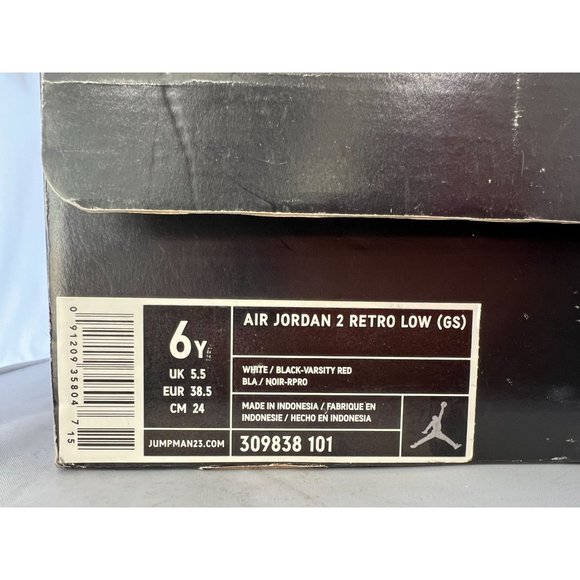 0 91209 35804 7 15
6Y
UK 5.5
EUR 38.5
CM 24
JUMPMAN23.COM
AIR JORDAN 2 RETRO LOW (GS)
WHITE / BLACK-VARSITY RED
BLA / NOIR-RPRO
MADE IN INDONESIA / FABRIQUE EN
INDONESIE / HECHO EN INDONESIA
309838 101